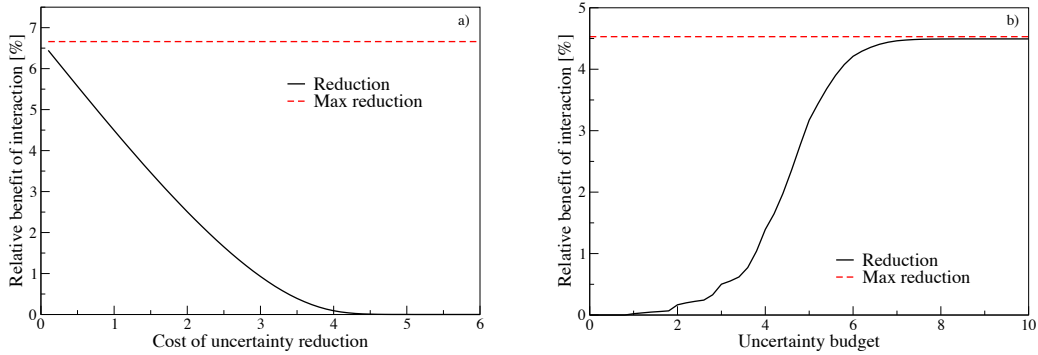 a)
Relative benefit of interaction [%]
7
6
5
4
3
2
1
0
Reduction
Max reduction
0 1 2 3 4 5 6
Cost of uncertainty reduction
b)
Relative benefit of interaction [%]
5
4
3
2
1
0
Reduction
Max reduction
0 2 4 6 8 10
Uncertainty budget